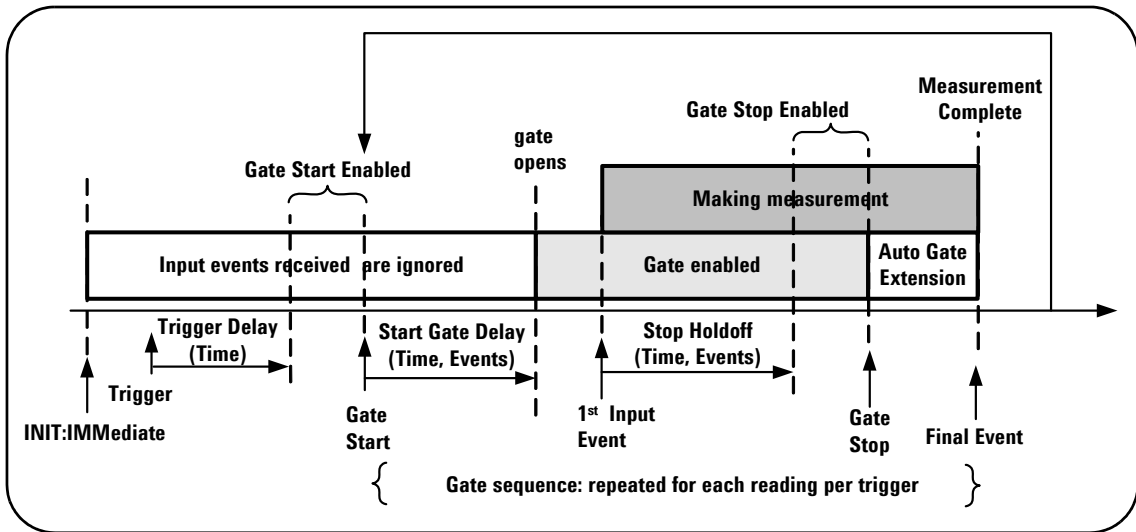 Measurement
Complete
Gate Stop Enabled
gate
opens
Gate Start Enabled
Making measurement
Input events received are ignored
Gate enabled
Auto Gate
Extension
Trigger Delay
(Time)
Start Gate Delay
(Time, Events)
Stop Holdoff
(Time, Events)
Trigger
INIT:IMMediate
Gate
Start
1st Input
Event
Gate
Stop
Final Event
Gate sequence: repeated for each reading per trigger